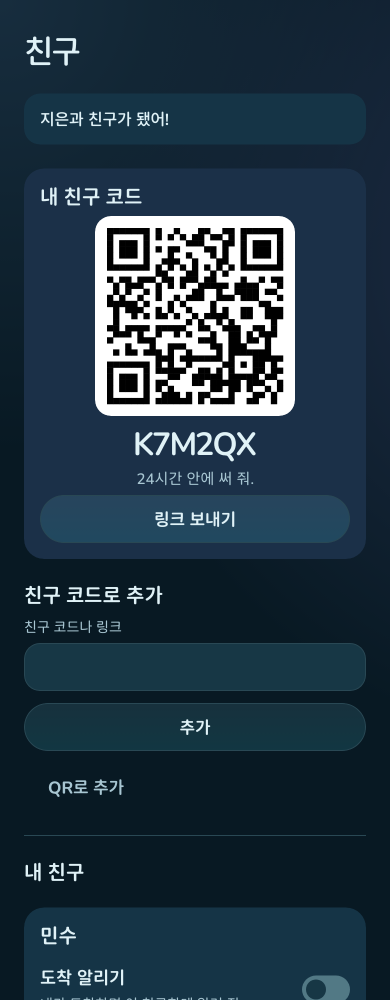 친구
지은과 친구가 됐어!
내 친구 코드
K7M2QX
24시간 안에 써 줘.
링크 보내기
친구 코드로 추가
친구 코드나 링크
추가
QR로 추가
내 친구
민수
도착 알리기